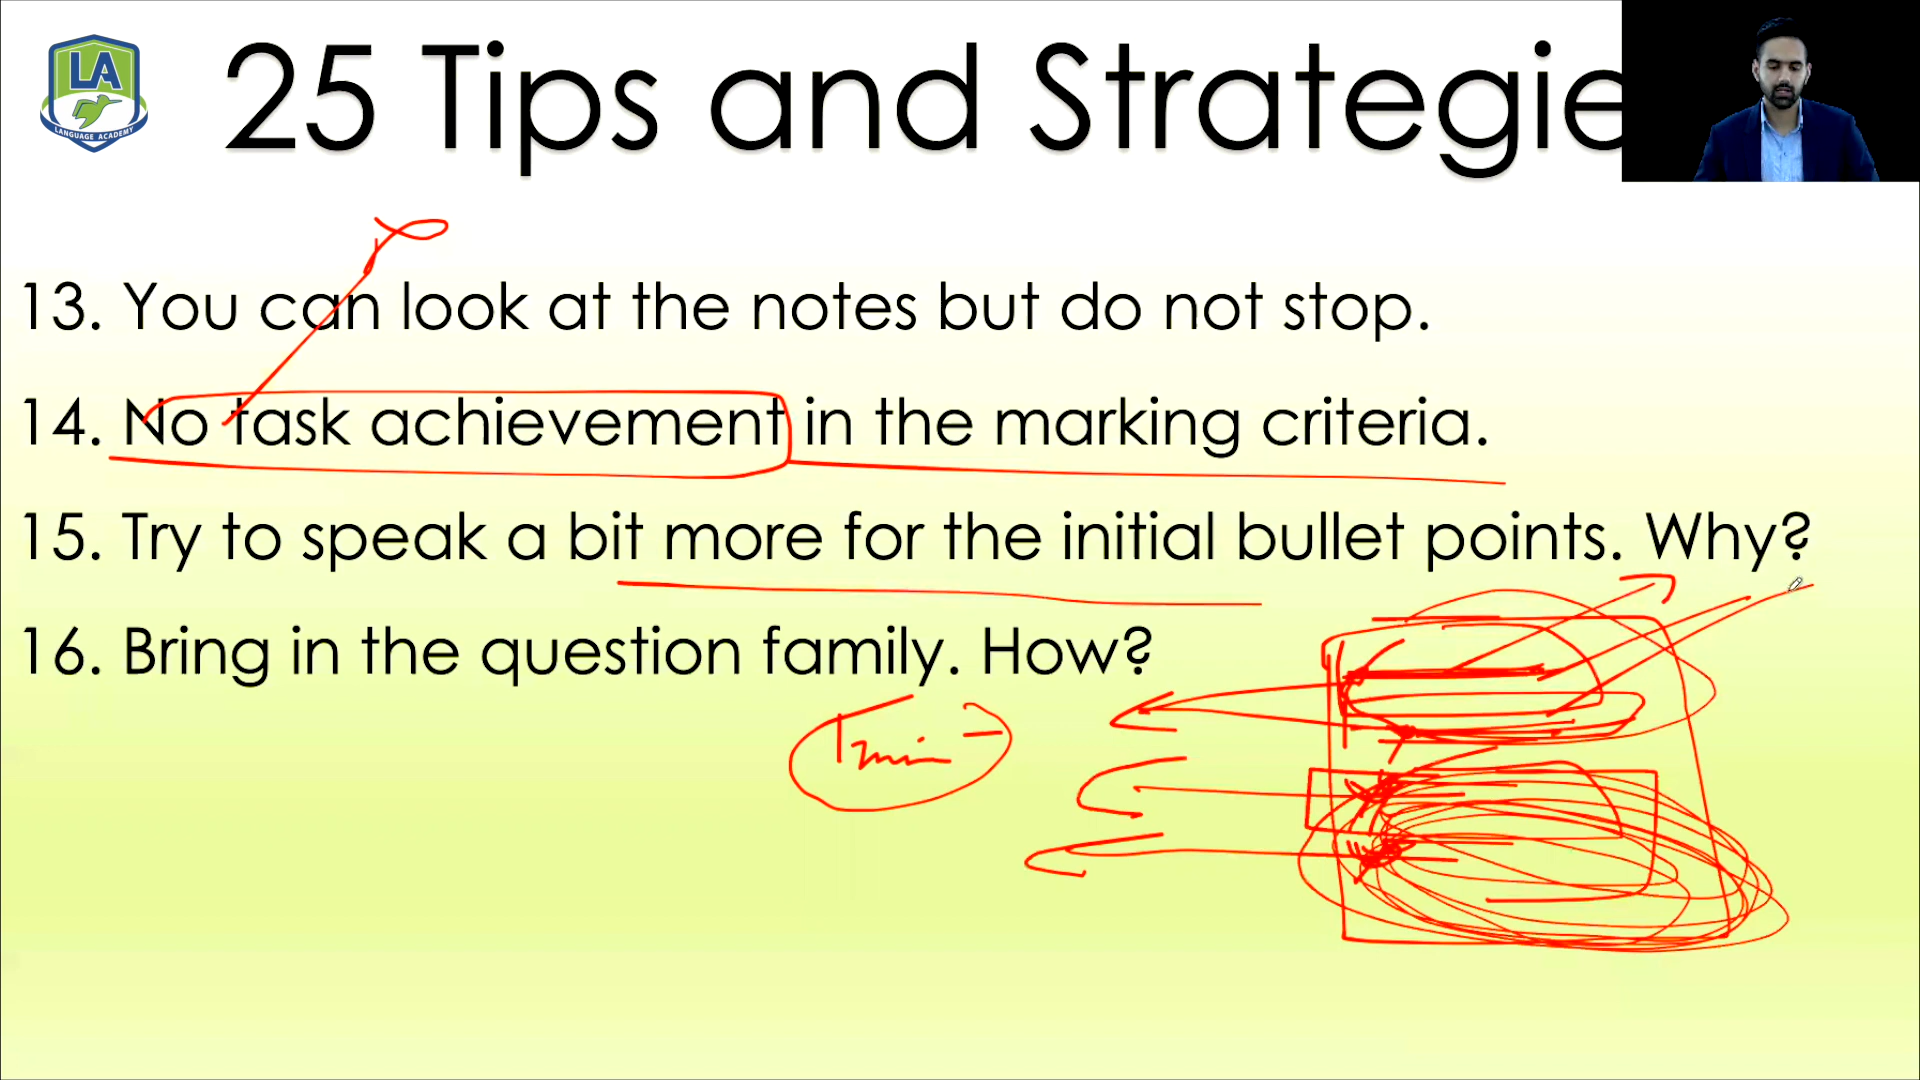 LA
LANGUAGE ACADEMY
25 Tips and Strategie
13. You can look at the notes but do not stop.
14. No task achievement in the marking criteria.
15. Try to speak a bit more for the initial bullet points. Why?
16. Bring in the question family. How?
1 min